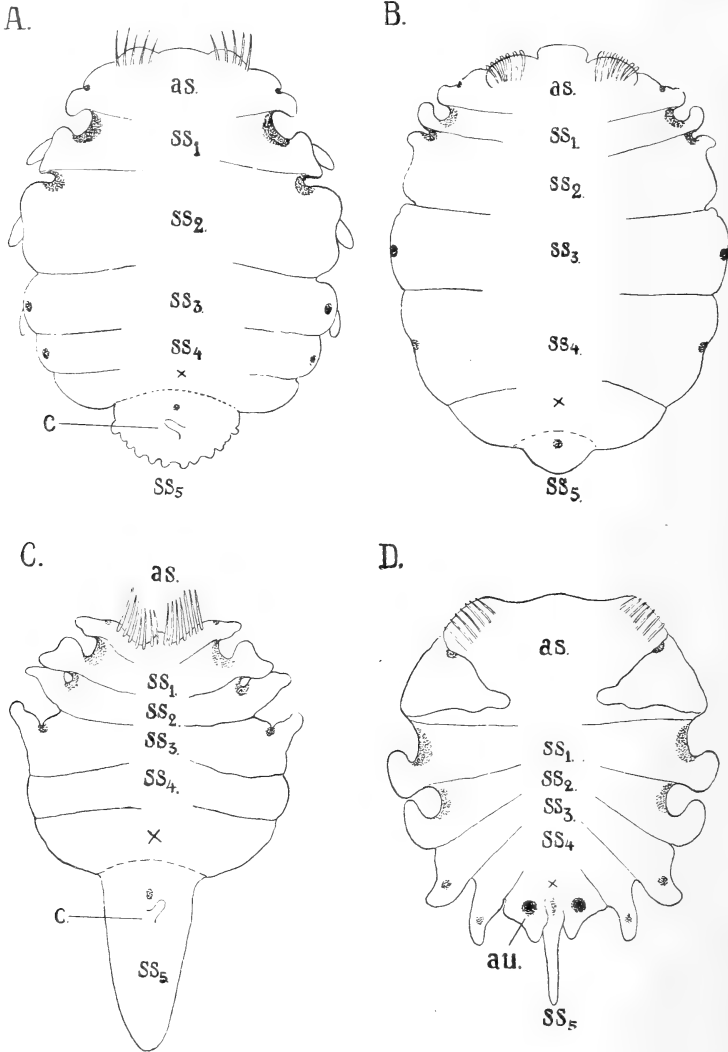 A.
as.
SS1
SS2.
SS3.
SS4
×
C
SS5
B.
as.
SS1.
SS2.
SS3.
SS4.
×
SS5.
C.
as.
SS1.
SS2.
SS3.
SS4.
×
C.
SS5
D.
as.
SS1.
SS2.
SS3.
SS4
×
au.
SS5